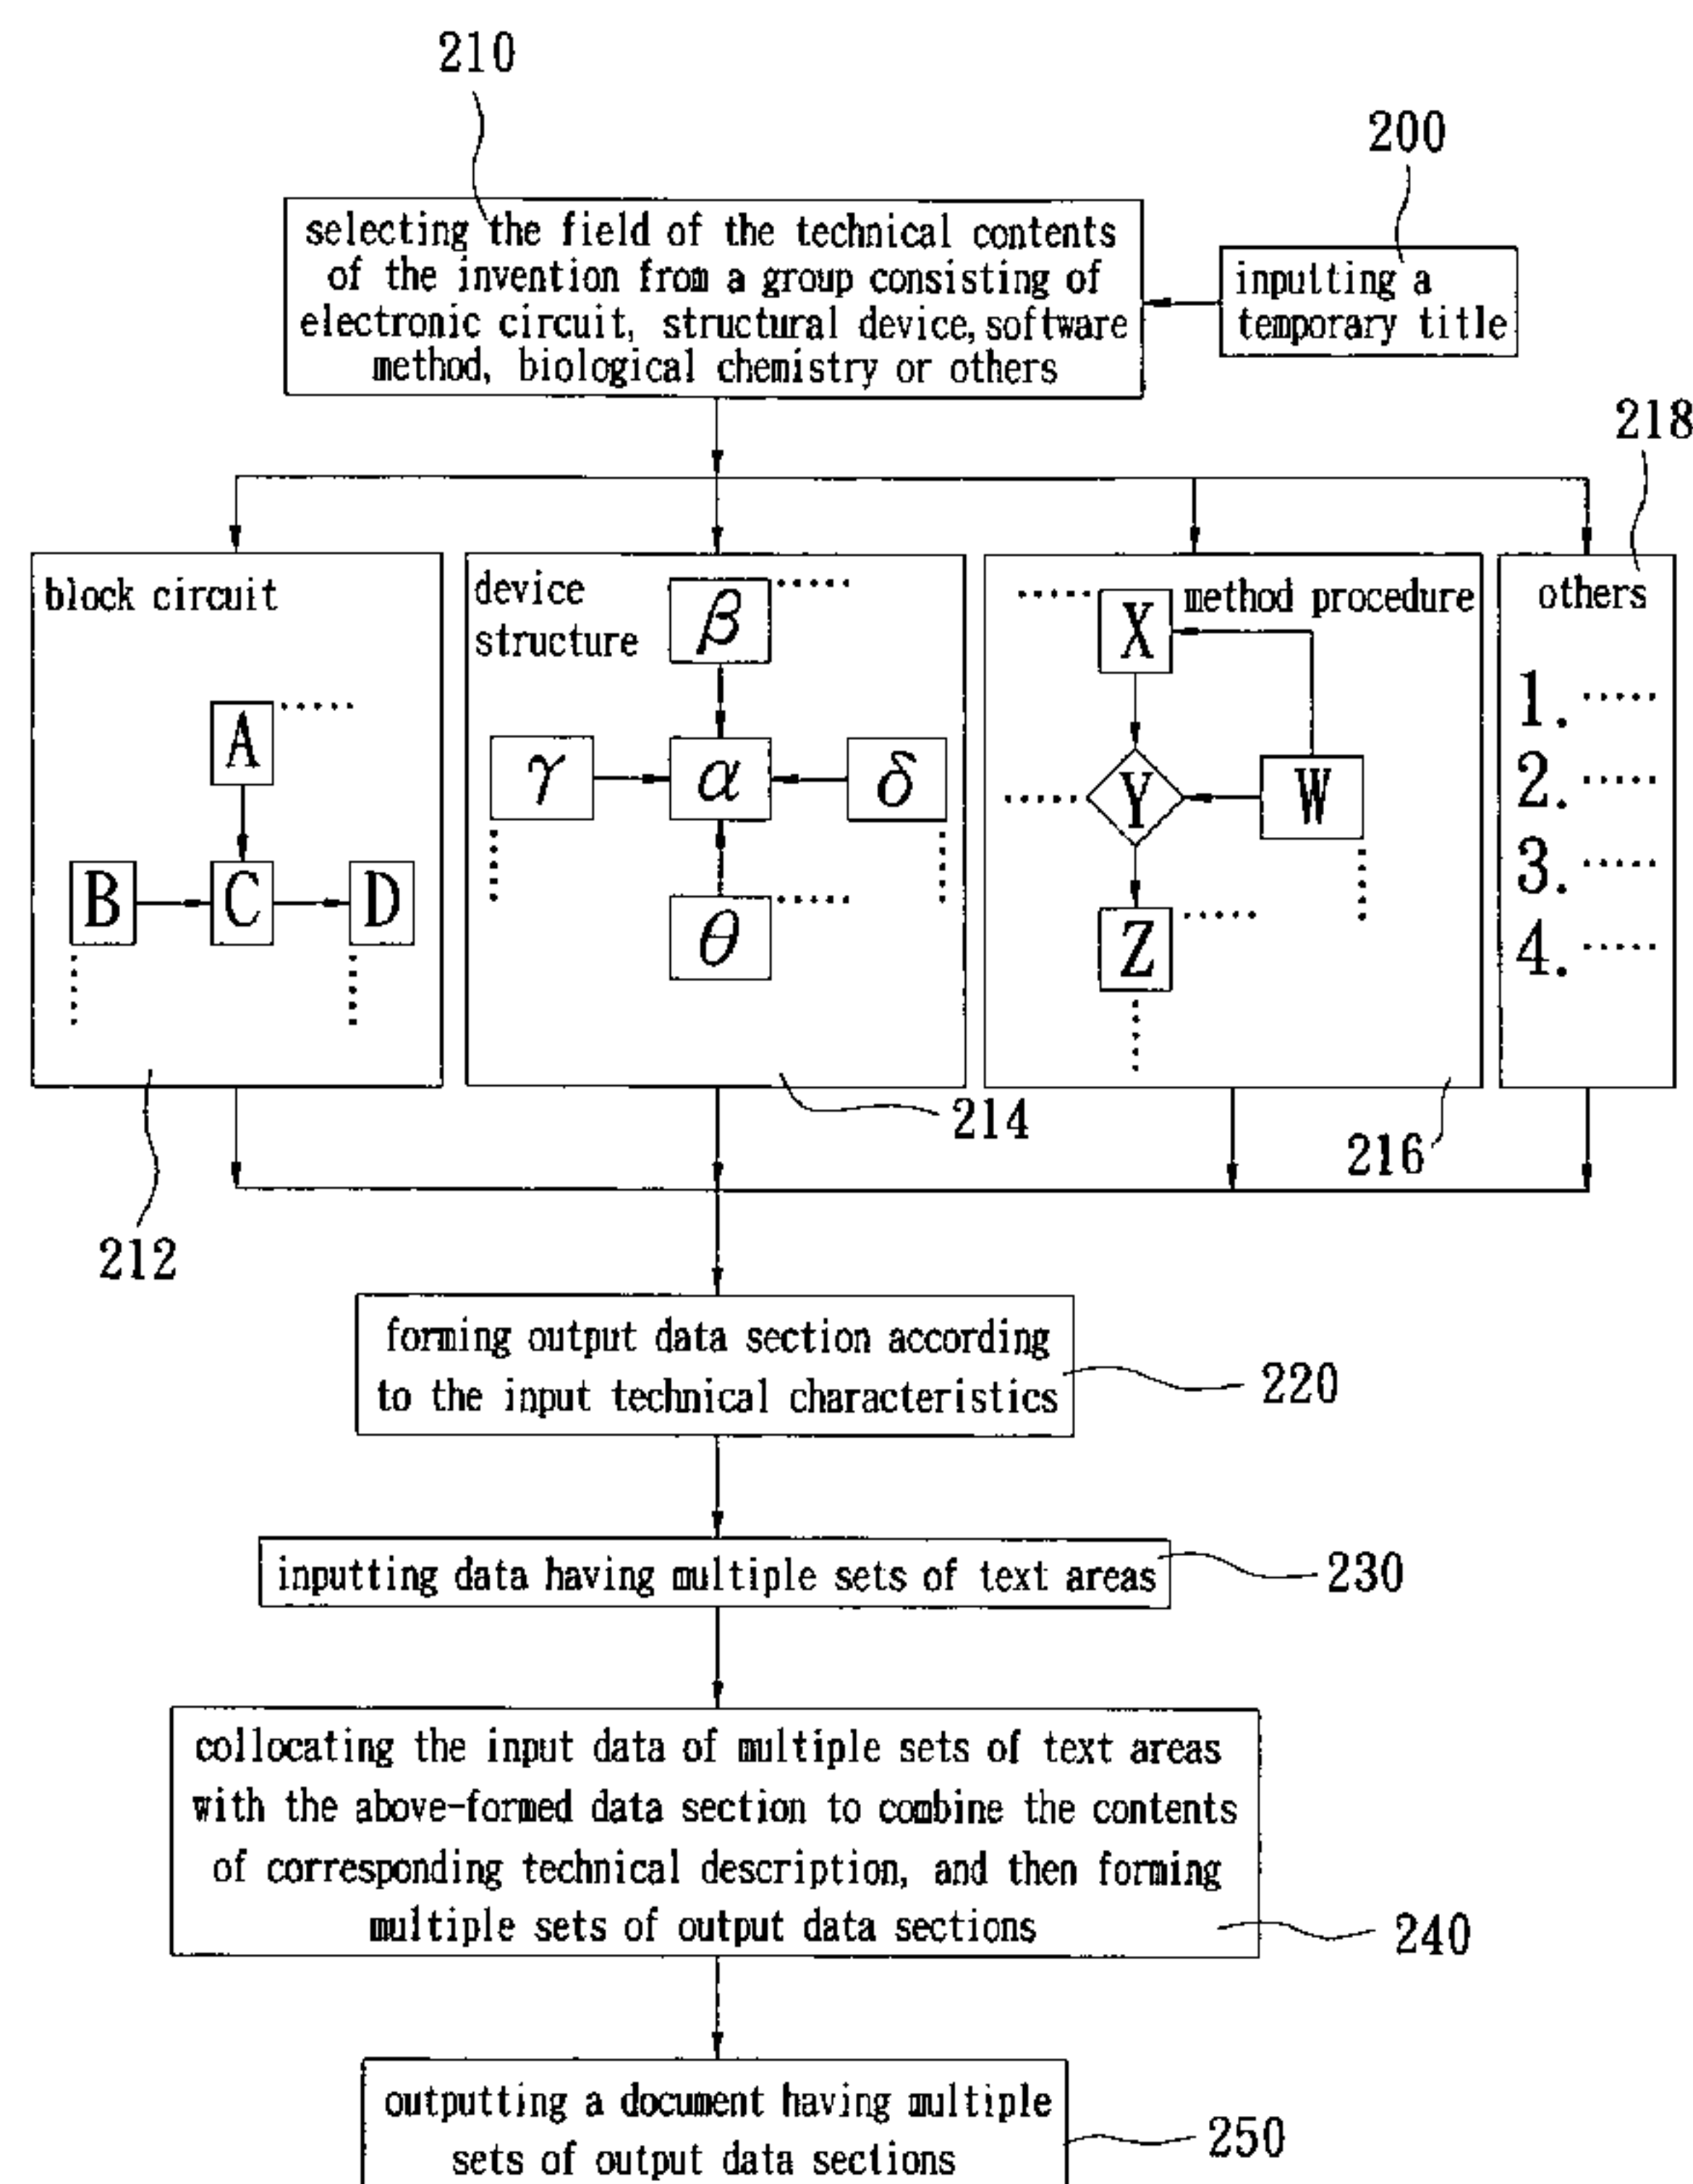 210
200
selecting the field of the technical contents
of the invention from a group consisting of
electronic circuit, structural device, software
method, biological chemistry or others
inputting a
temporary title
218
block circuit
A
B
C
D
212
device
structure
β
γ
α
δ
θ
214
method procedure
X
Y
W
Z
216
others
1. .....
2. .....
3. .....
4. .....
forming output data section according
to the input technical characteristics
220
inputting data having multiple sets of text areas
230
collocating the input data of multiple sets of text areas
with the above-formed data section to combine the contents
of corresponding technical description, and then forming
multiple sets of output data sections
240
outputting a document having multiple
sets of output data sections
250